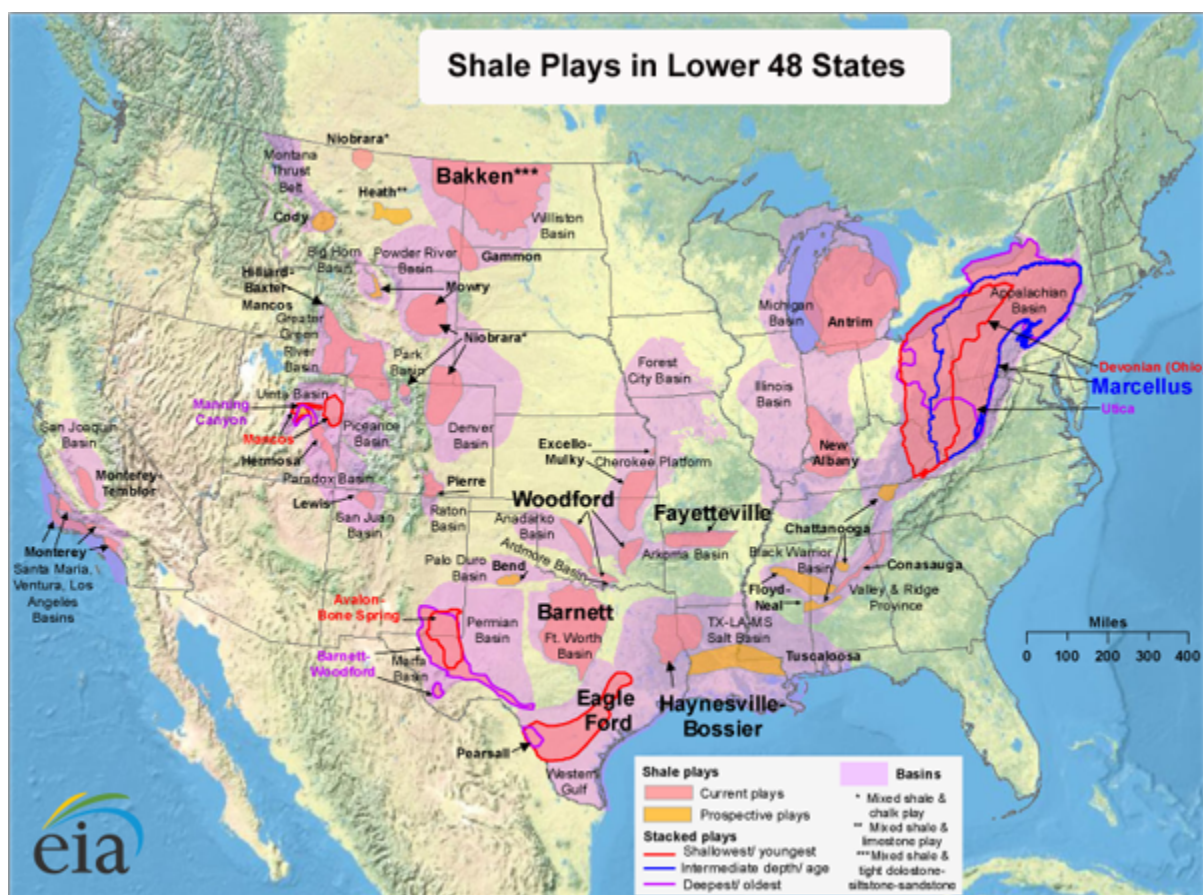 Shale Plays in Lower 48 States
Niobrara*
Montana
Thrust
Belt
Bakken***
Heath**
Cody
Williston
Basin
Big Horn
Basin
Powder River
Basin
Gammon
Hilliard-
Baxter-
Mancos
Mowry
Greater
Green
River
Basin
Niobrara*
Park
Basin
Michigan
Basin
Antrim
Appalachian
Basin
Devonian (Ohio
Marcellus
Utica
Forest
City Basin
Illinois
Basin
Uinta Basin
Manning
Canyon
Mancos
Piceance
Basin
Denver
Basin
San Joaquin
Basin
Hermosa
Paradox Basin
Excello-
Mulky
Cherokee Platform
New
Albany
Monterey-
Temblor
Lewis
Pierre
San Juan
Basin
Raton
Basin
Woodford
Anadarko
Basin
Fayetteville
Arkoma Basin
Chattanooga
Monterey
Santa Maria,
Ventura, Los
Angeles
Basins
Palo Duro
Basin
Bend
Ardmore Basin
Black Warrior
Basin
Conasauga
Floyd-
Neal
Valley & Ridge
Province
Avalon-
Bone Spring
Permian
Basin
Barnett
Ft. Worth
Basin
TX-LA-MS
Salt Basin
Tuscaloosa
Barnett-
Woodford
Marfa
Basin
Eagle
Ford
Haynesville-
Bossier
Pearsall
Western
Gulf
Miles
0 100 200 300 400
Shale plays
Current plays
Prospective plays
Stacked plays
Shallowest/ youngest
Intermediate depth/ age
Deepest/ oldest
Basins
* Mixed shale &
chalk play
** Mixed shale &
limestone play
***Mixed shale &
tight dolostone-
siltstone-sandstone
eia